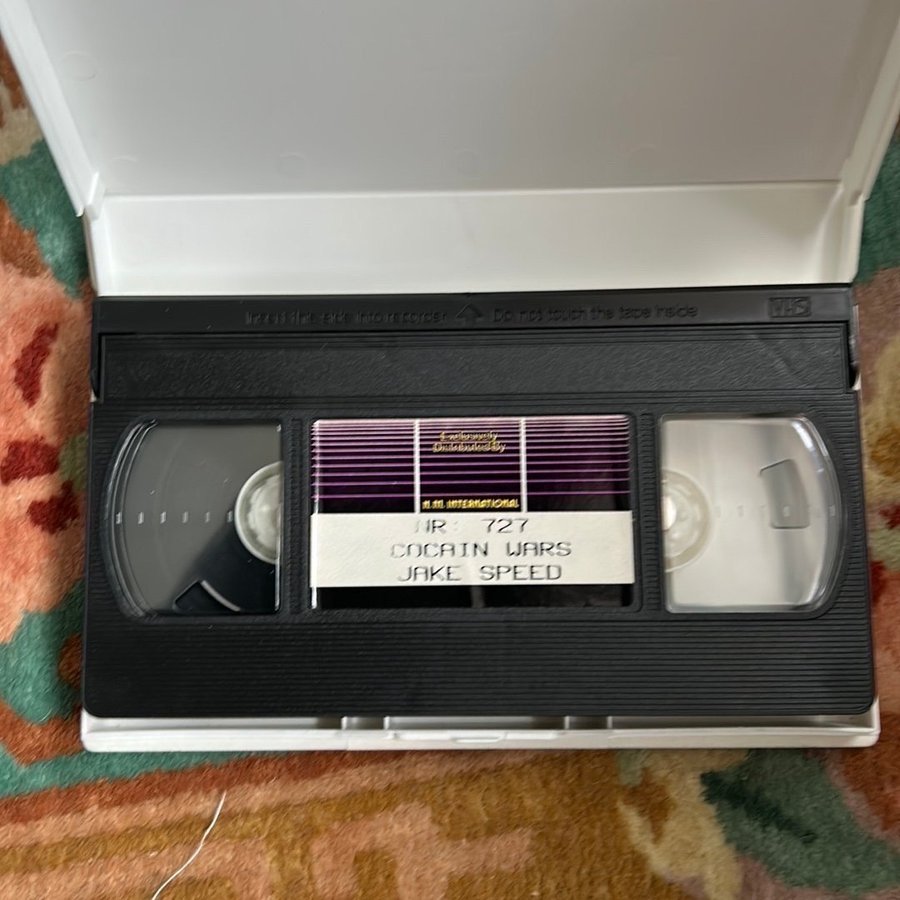 Insert this side into recorder Do not touch the tape inside VHS
Exclusively
Distributed By
M.M. INTERNATIONAL
NR: 727
COCAIN WARS
JAKE SPEED